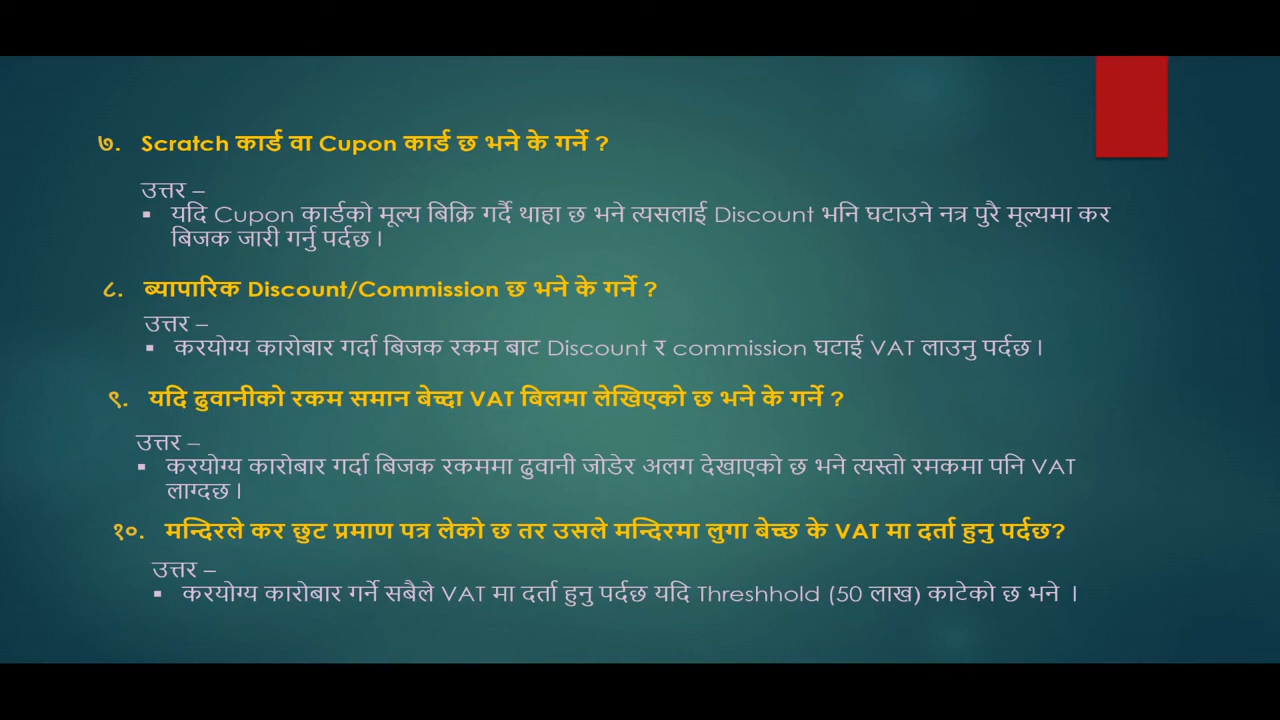 ७. Scratch कार्ड वा Cupon कार्ड छ भने के गर्ने ?
उत्तर –
▪ यदि Cupon कार्डको मूल्य बिक्रि गर्दै थाहा छ भने त्यसलाई Discount भनि घटाउने नत्र पुरै मूल्यमा कर
बिजक जारी गर्नु पर्दछ ।
८. ब्यापारिक Discount/Commission छ भने के गर्ने ?
उत्तर –
▪ करयोग्य कारोबार गर्दा बिजक रकम बाट Discount र commission घटाई VAT लाउनु पर्दछ ।
९. यदि ढुवानीको रकम समान बेच्दा VAT बिलमा लेखिएको छ भने के गर्ने ?
उत्तर –
▪ करयोग्य कारोबार गर्दा बिजक रकममा ढुवानी जोडेर अलग देखाएको छ भने त्यस्तो रमकमा पनि VAT
लाग्दछ ।
१०. मन्दिरले कर छुट प्रमाण पत्र लेको छ तर उसले मन्दिरमा लुगा बेच्छ के VAT मा दर्ता हुनु पर्दछ?
उत्तर –
▪ करयोग्य कारोबार गर्ने सबैले VAT मा दर्ता हुनु पर्दछ यदि Threshhold (50 लाख) काटेको छ भने ।